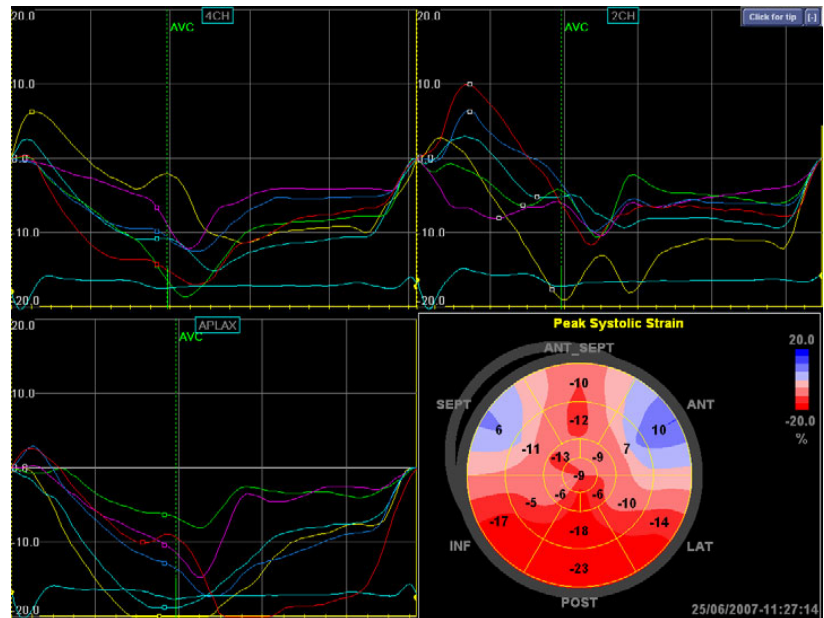 20.0 4CH AVC
10.0
0.0
10.0
20.0
20.0 2CH AVC Click for tip [-]
10.0
0.0
10.0
20.0
20.0 APLAX AVC
10.0
0.0
10.0
20.0
Peak Systolic Strain
ANT_SEPT
20.0
-20.0
%
SEPT ANT
-10
6 -12 10
-11 7
-13 -9
-9
-5 -6 -6 -10
-17 -18 -14
INF LAT
-23
POST
25/06/2007-11:27:14